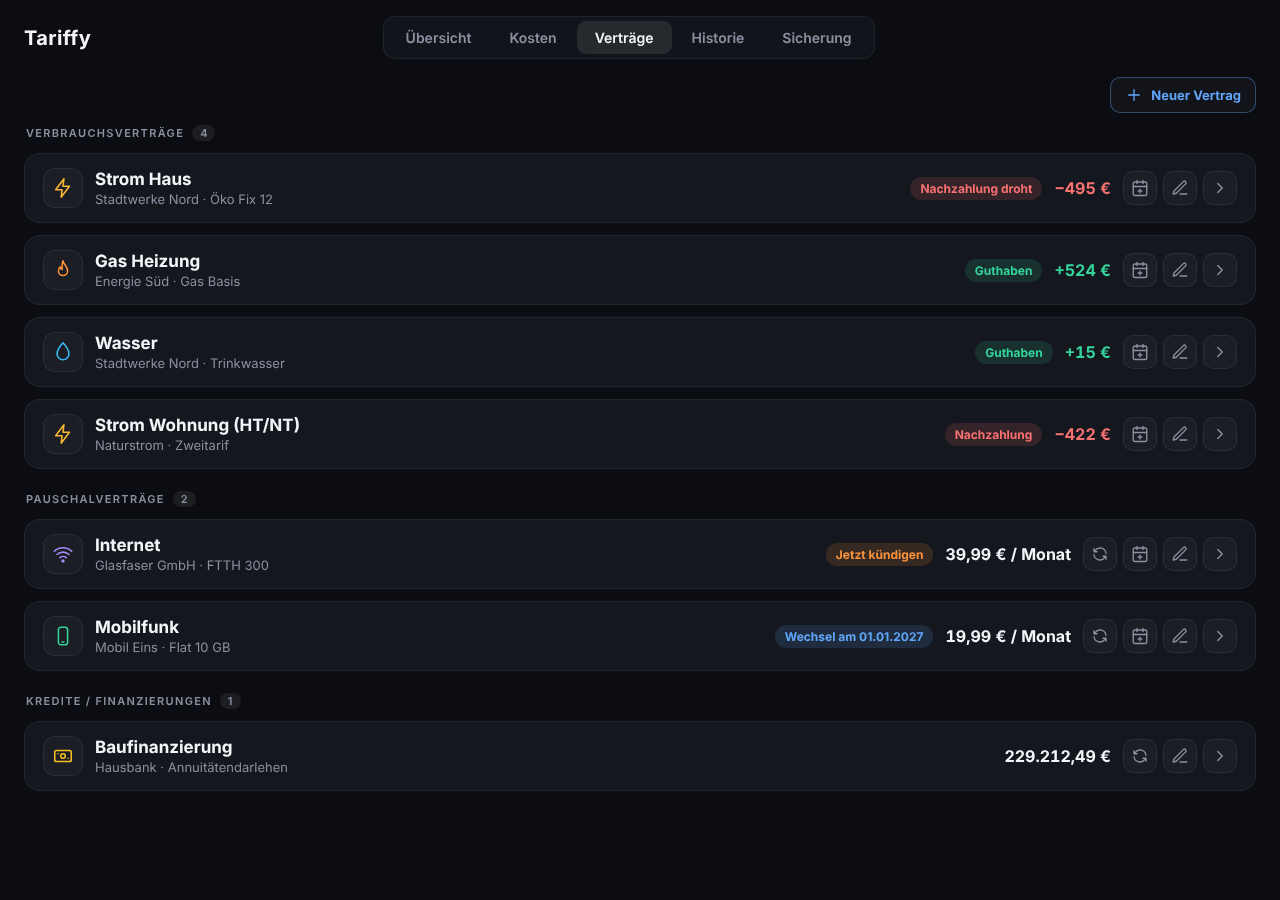 Tariffy
Übersicht Kosten Verträge Historie Sicherung
Neuer Vertrag
VERBRAUCHSVERTRÄGE 4
Strom Haus
Stadtwerke Nord · Öko Fix 12
Nachzahlung droht −495 €
Gas Heizung
Energie Süd · Gas Basis
Guthaben +524 €
Wasser
Stadtwerke Nord · Trinkwasser
Guthaben +15 €
Strom Wohnung (HT/NT)
Naturstrom · Zweitarif
Nachzahlung −422 €
PAUSCHALVERTRÄGE 2
Internet
Glasfaser GmbH · FTTH 300
Jetzt kündigen 39,99 € / Monat
Mobilfunk
Mobil Eins · Flat 10 GB
Wechsel am 01.01.2027 19,99 € / Monat
KREDITE / FINANZIERUNGEN 1
Baufinanzierung
Hausbank · Annuitätendarlehen
229.212,49 €